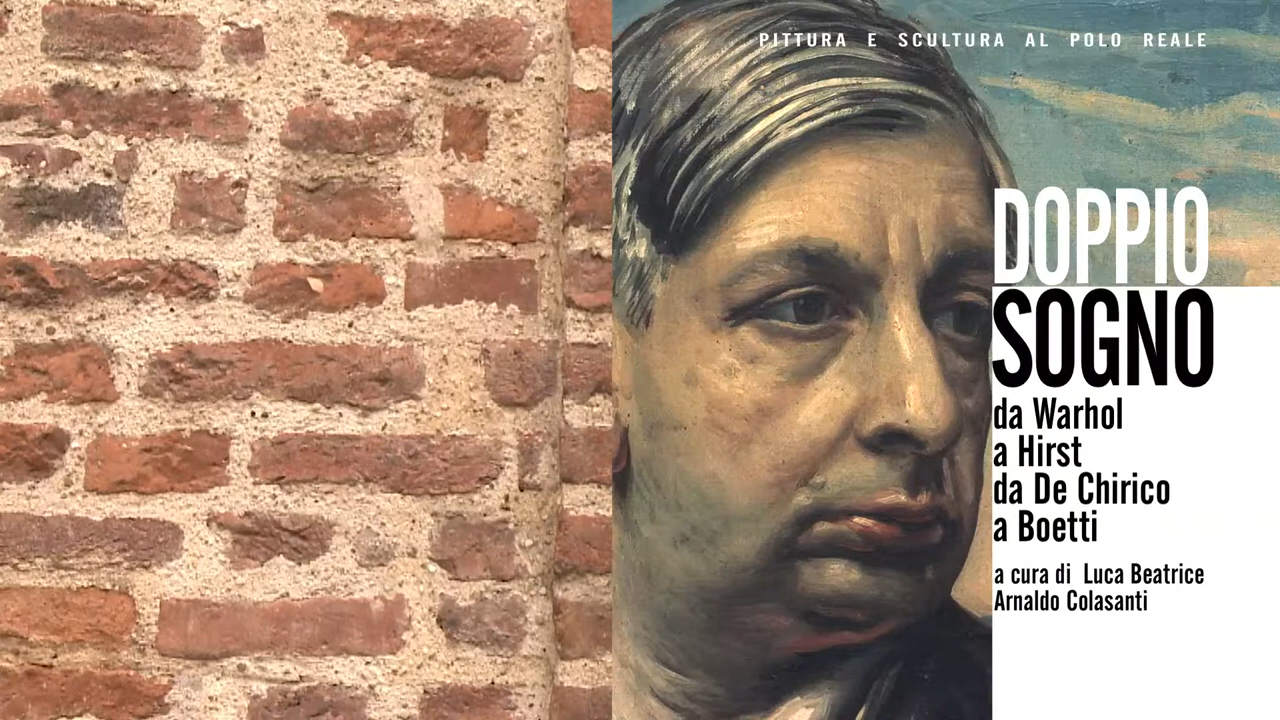 PITTURA E SCULTURA AL POLO REALE
DOPPIO
SOGNO
da Warhol
a Hirst
da De Chirico
a Boetti
a cura di Luca Beatrice
Arnaldo Colasanti